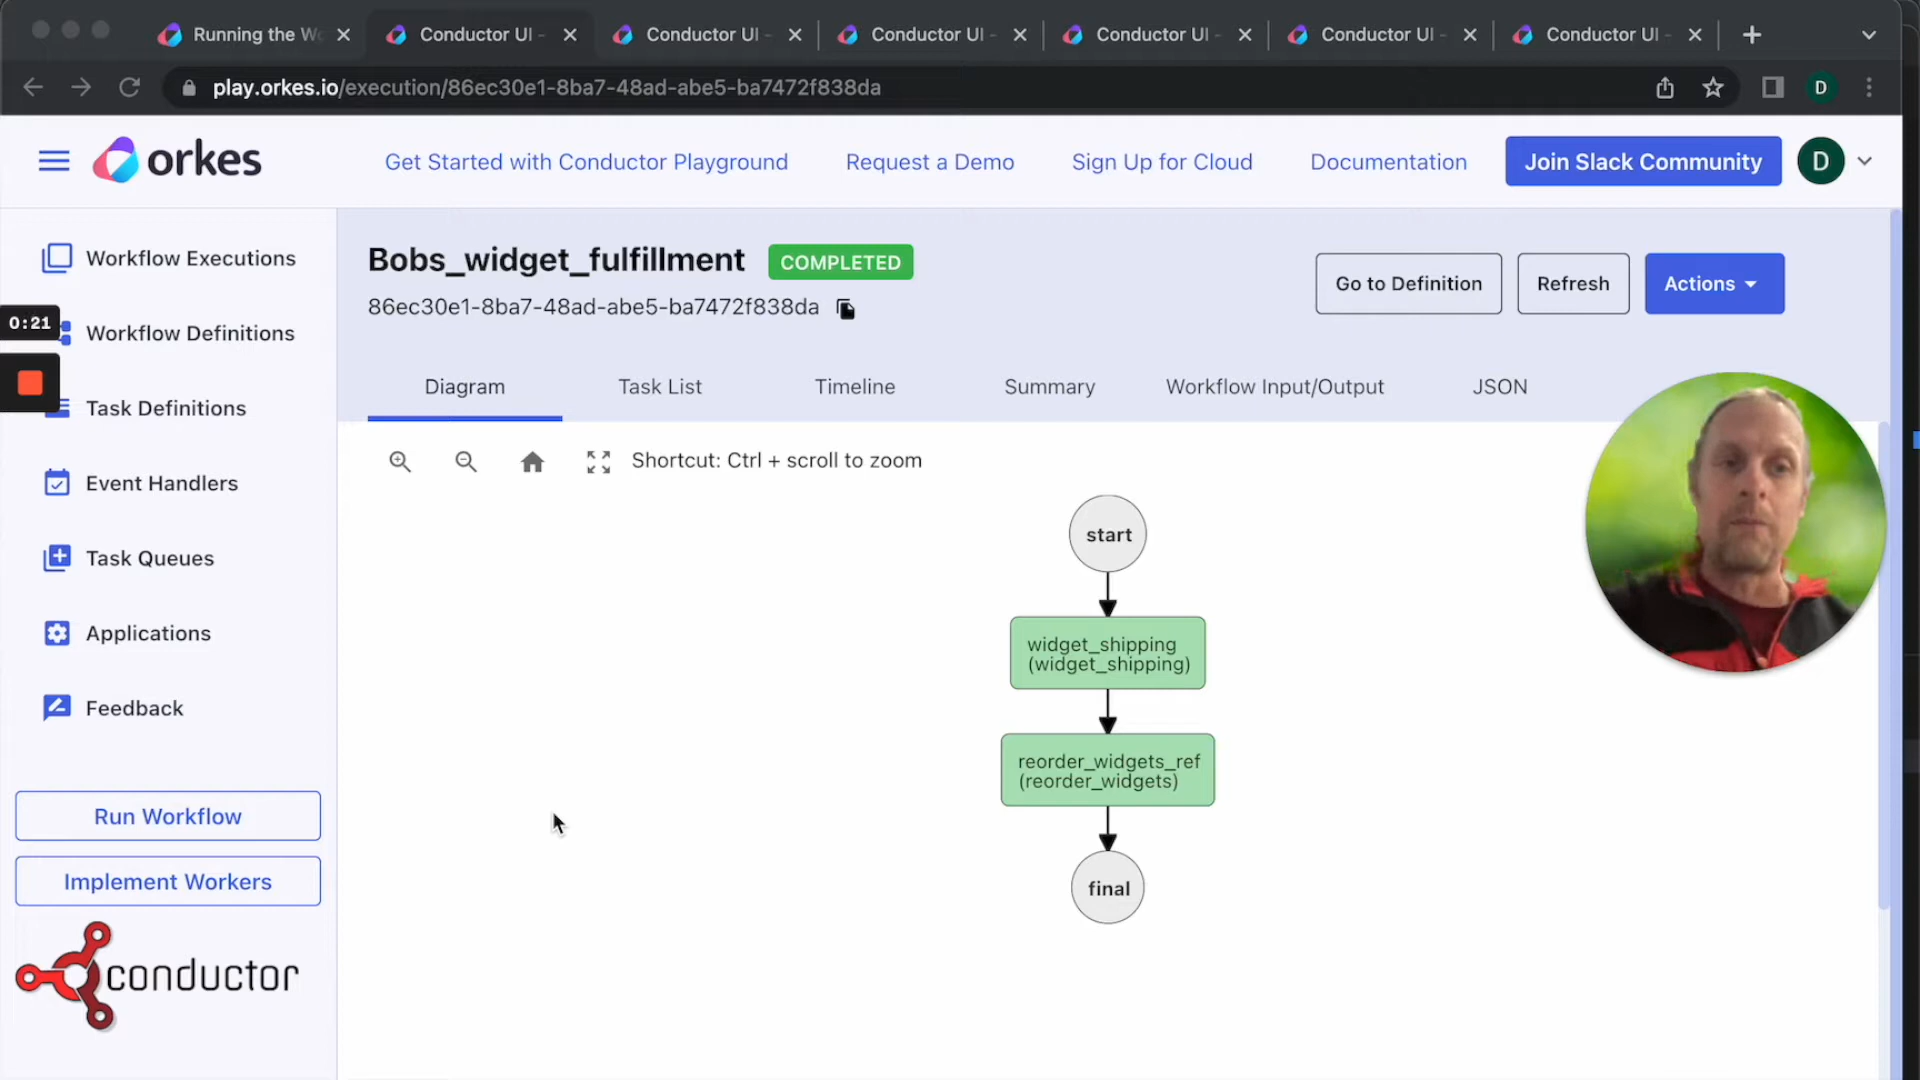 Running the Wo
Conductor UI -
Conductor UI -
Conductor UI -
Conductor UI -
Conductor UI -
Conductor UI -
play.orkes.io/execution/86ec30e1-8ba7-48ad-abe5-ba7472f838da
D
orkes
Get Started with Conductor Playground
Request a Demo
Sign Up for Cloud
Documentation
Join Slack Community
D
Workflow Executions
0:21
Workflow Definitions
Task Definitions
Event Handlers
Task Queues
Applications
Feedback
Run Workflow
Implement Workers
conductor
Bobs_widget_fulfillment
COMPLETED
86ec30e1-8ba7-48ad-abe5-ba7472f838da
Go to Definition
Refresh
Actions
Diagram
Task List
Timeline
Summary
Workflow Input/Output
JSON
Shortcut: Ctrl + scroll to zoom
start
widget_shipping
(widget_shipping)
reorder_widgets_ref
(reorder_widgets)
final